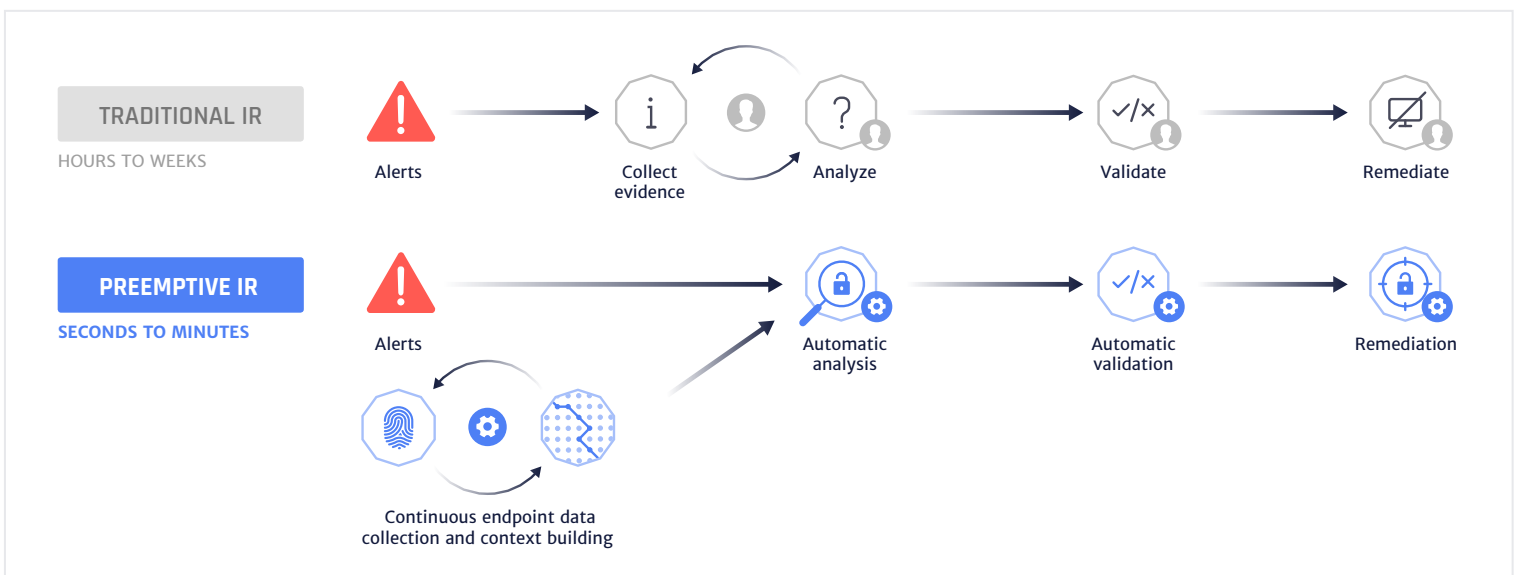 TRADITIONAL IR
HOURS TO WEEKS
Alerts
i
Collect
evidence
?
Analyze
✓/×
Validate
Remediate
PREEMPTIVE IR
SECONDS TO MINUTES
Alerts
Automatic
analysis
✓/×
Automatic
validation
Remediation
Continuous endpoint data
collection and context building